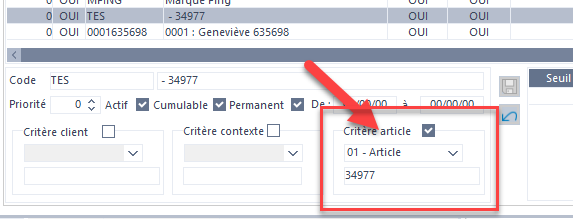 0 OUI MPING Marque Ping OUI OUI
0 OUI TES - 34977 OUI OUI
0 OUI 0001635698 0001 : Geneviève 635698 OUI OUI
Code TES - 34977
Priorité 0 Actif Cumulable Permanent De : 00/00 à 00/00/00
Seuil
Critère client Critère contexte Critère article
01 - Article
34977